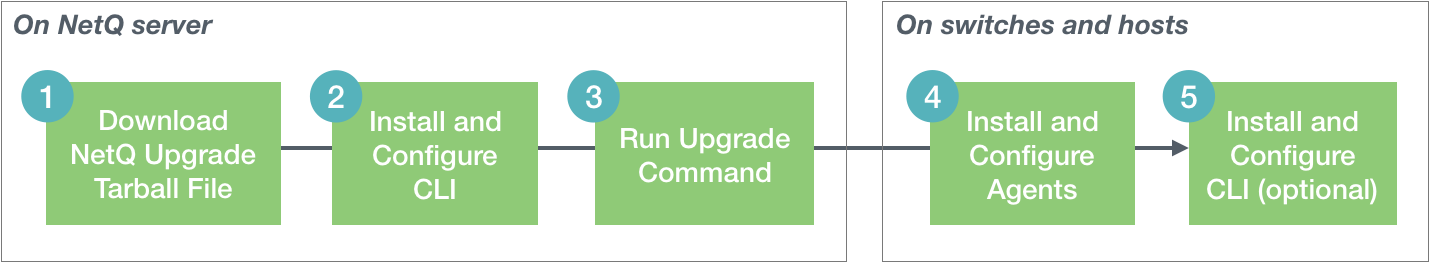 On NetQ server
1
Download
NetQ Upgrade
Tarball File
2
Install and
Configure
CLI
3
Run Upgrade
Command
On switches and hosts
4
Install and
Configure
Agents
5
Install and
Configure
CLI (optional)